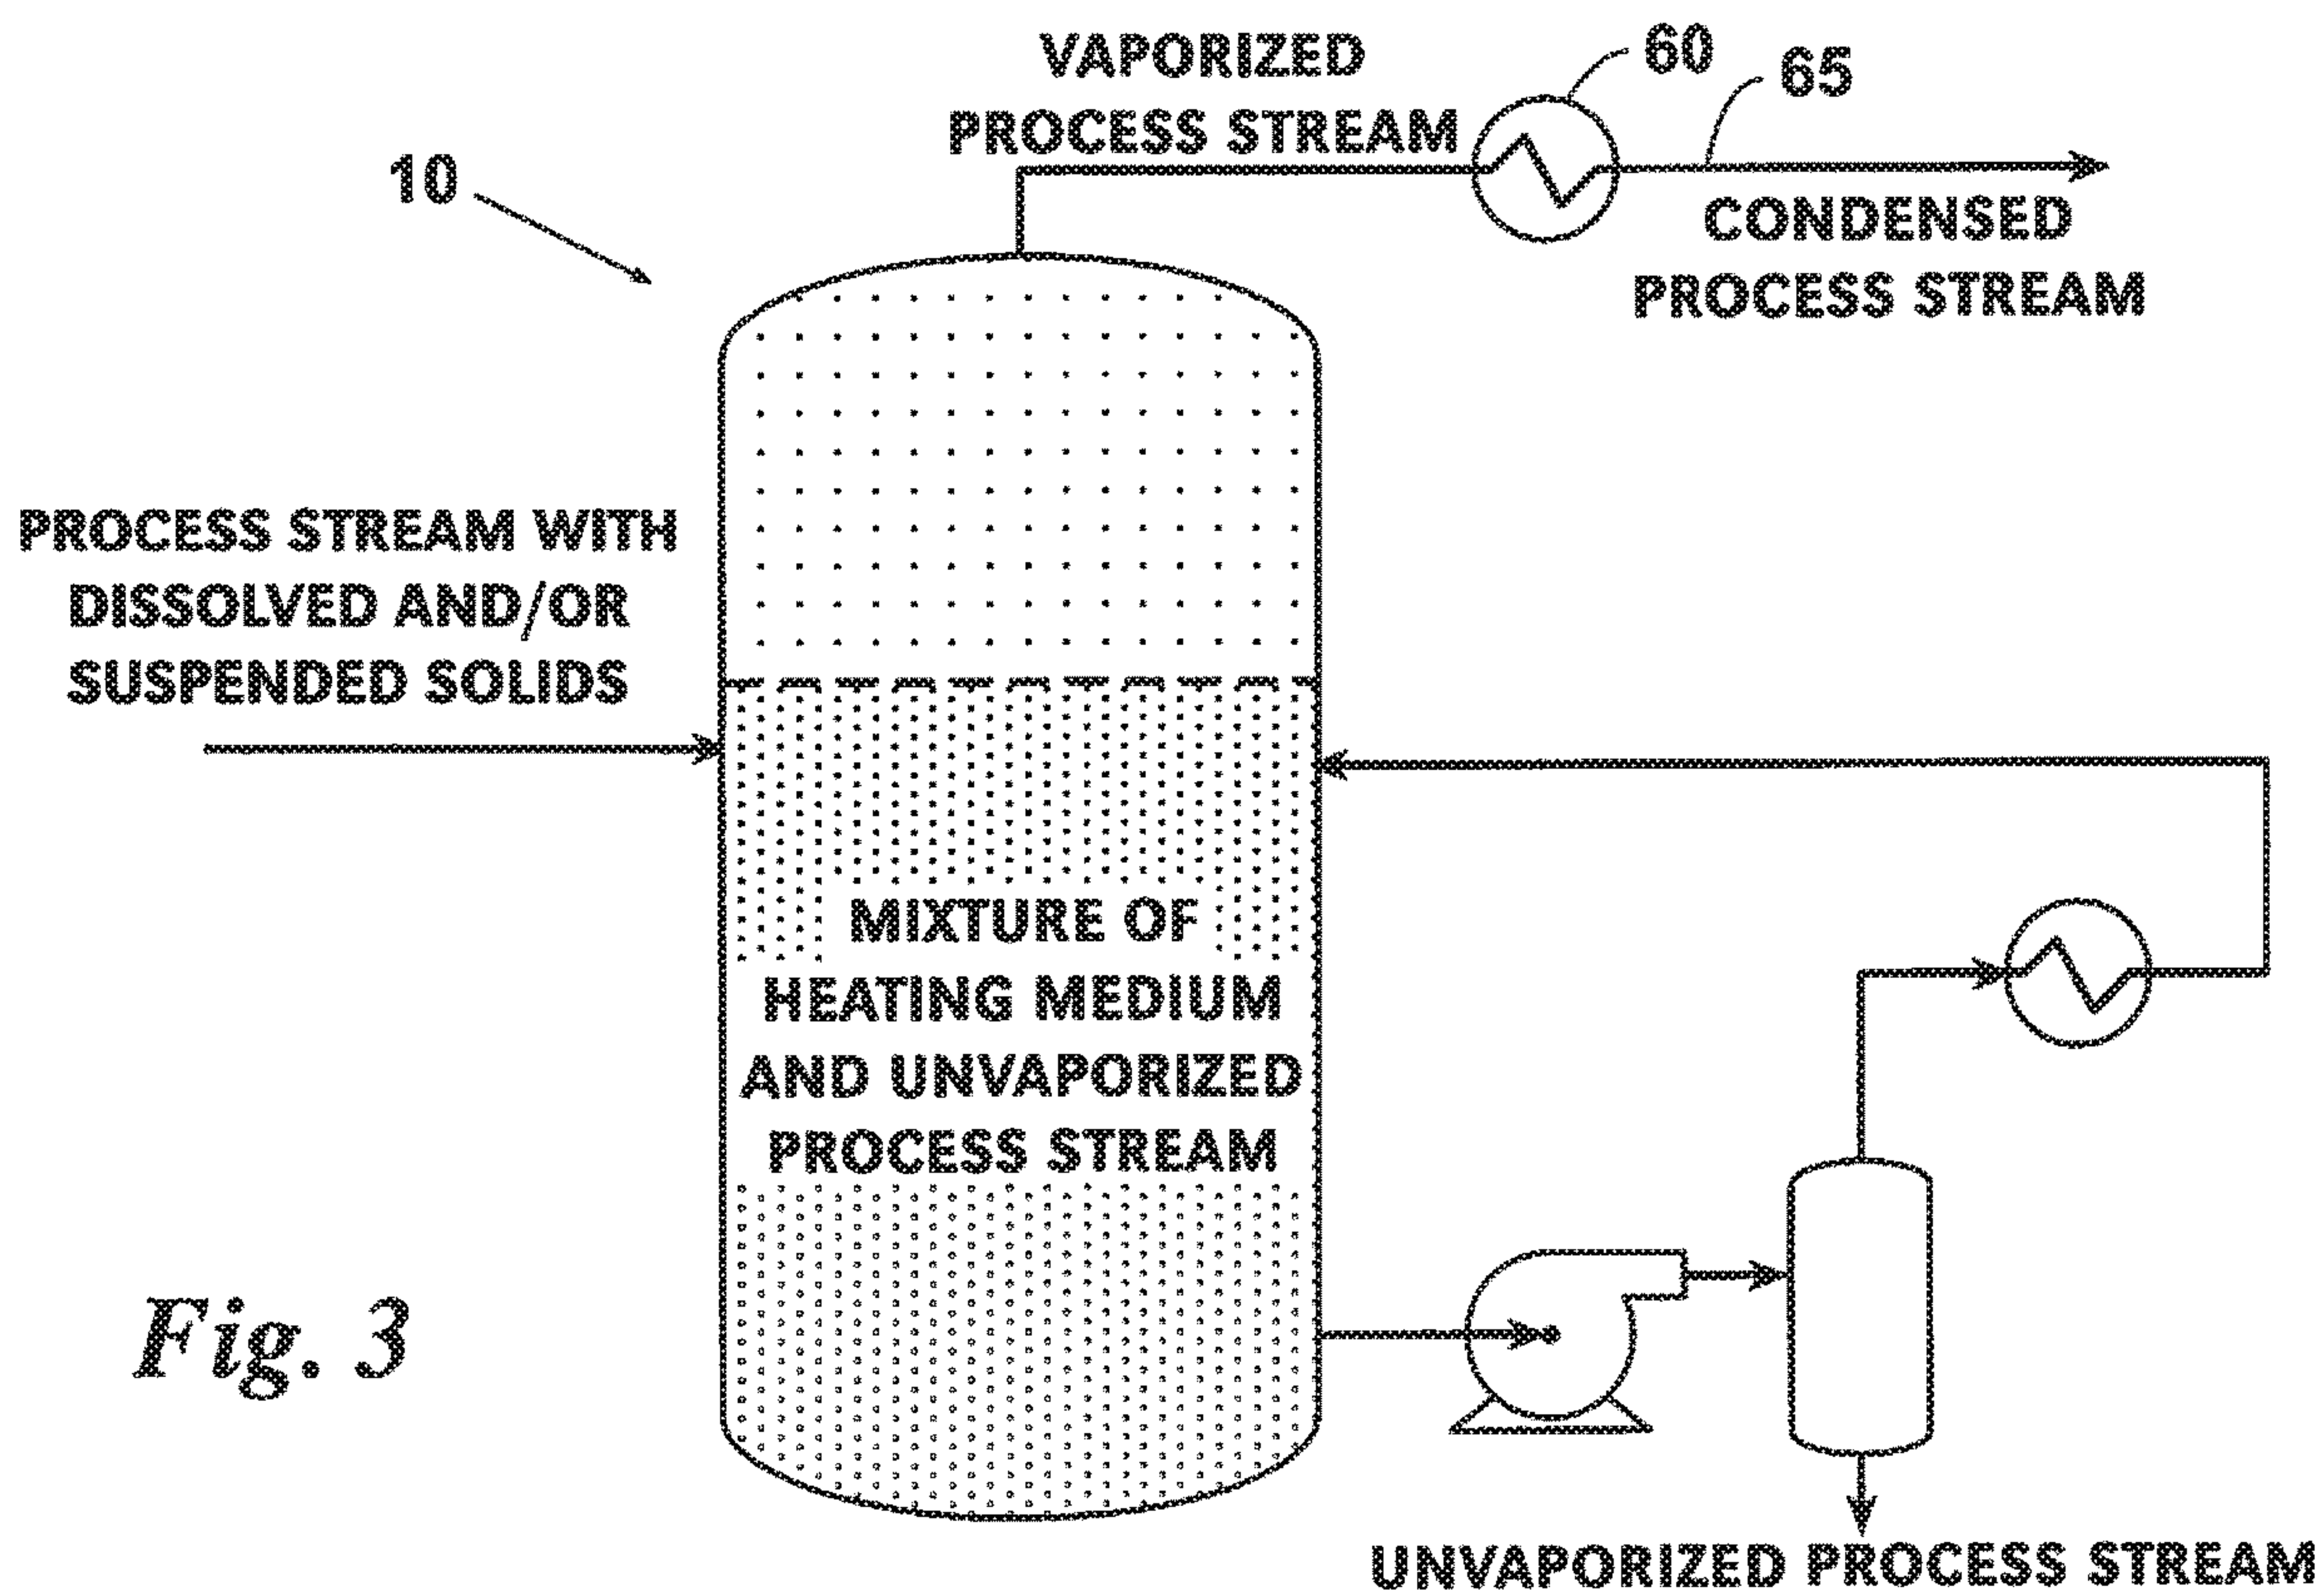 VAPORIZED
PROCESS STREAM
60
65
10
CONDENSED
PROCESS STREAM
PROCESS STREAM WITH
DISSOLVED AND/OR
SUSPENDED SOLIDS
MIXTURE OF
HEATING MEDIUM
AND UNVAPORIZED
PROCESS STREAM
Fig. 3
UNVAPORIZED PROCESS STREAM